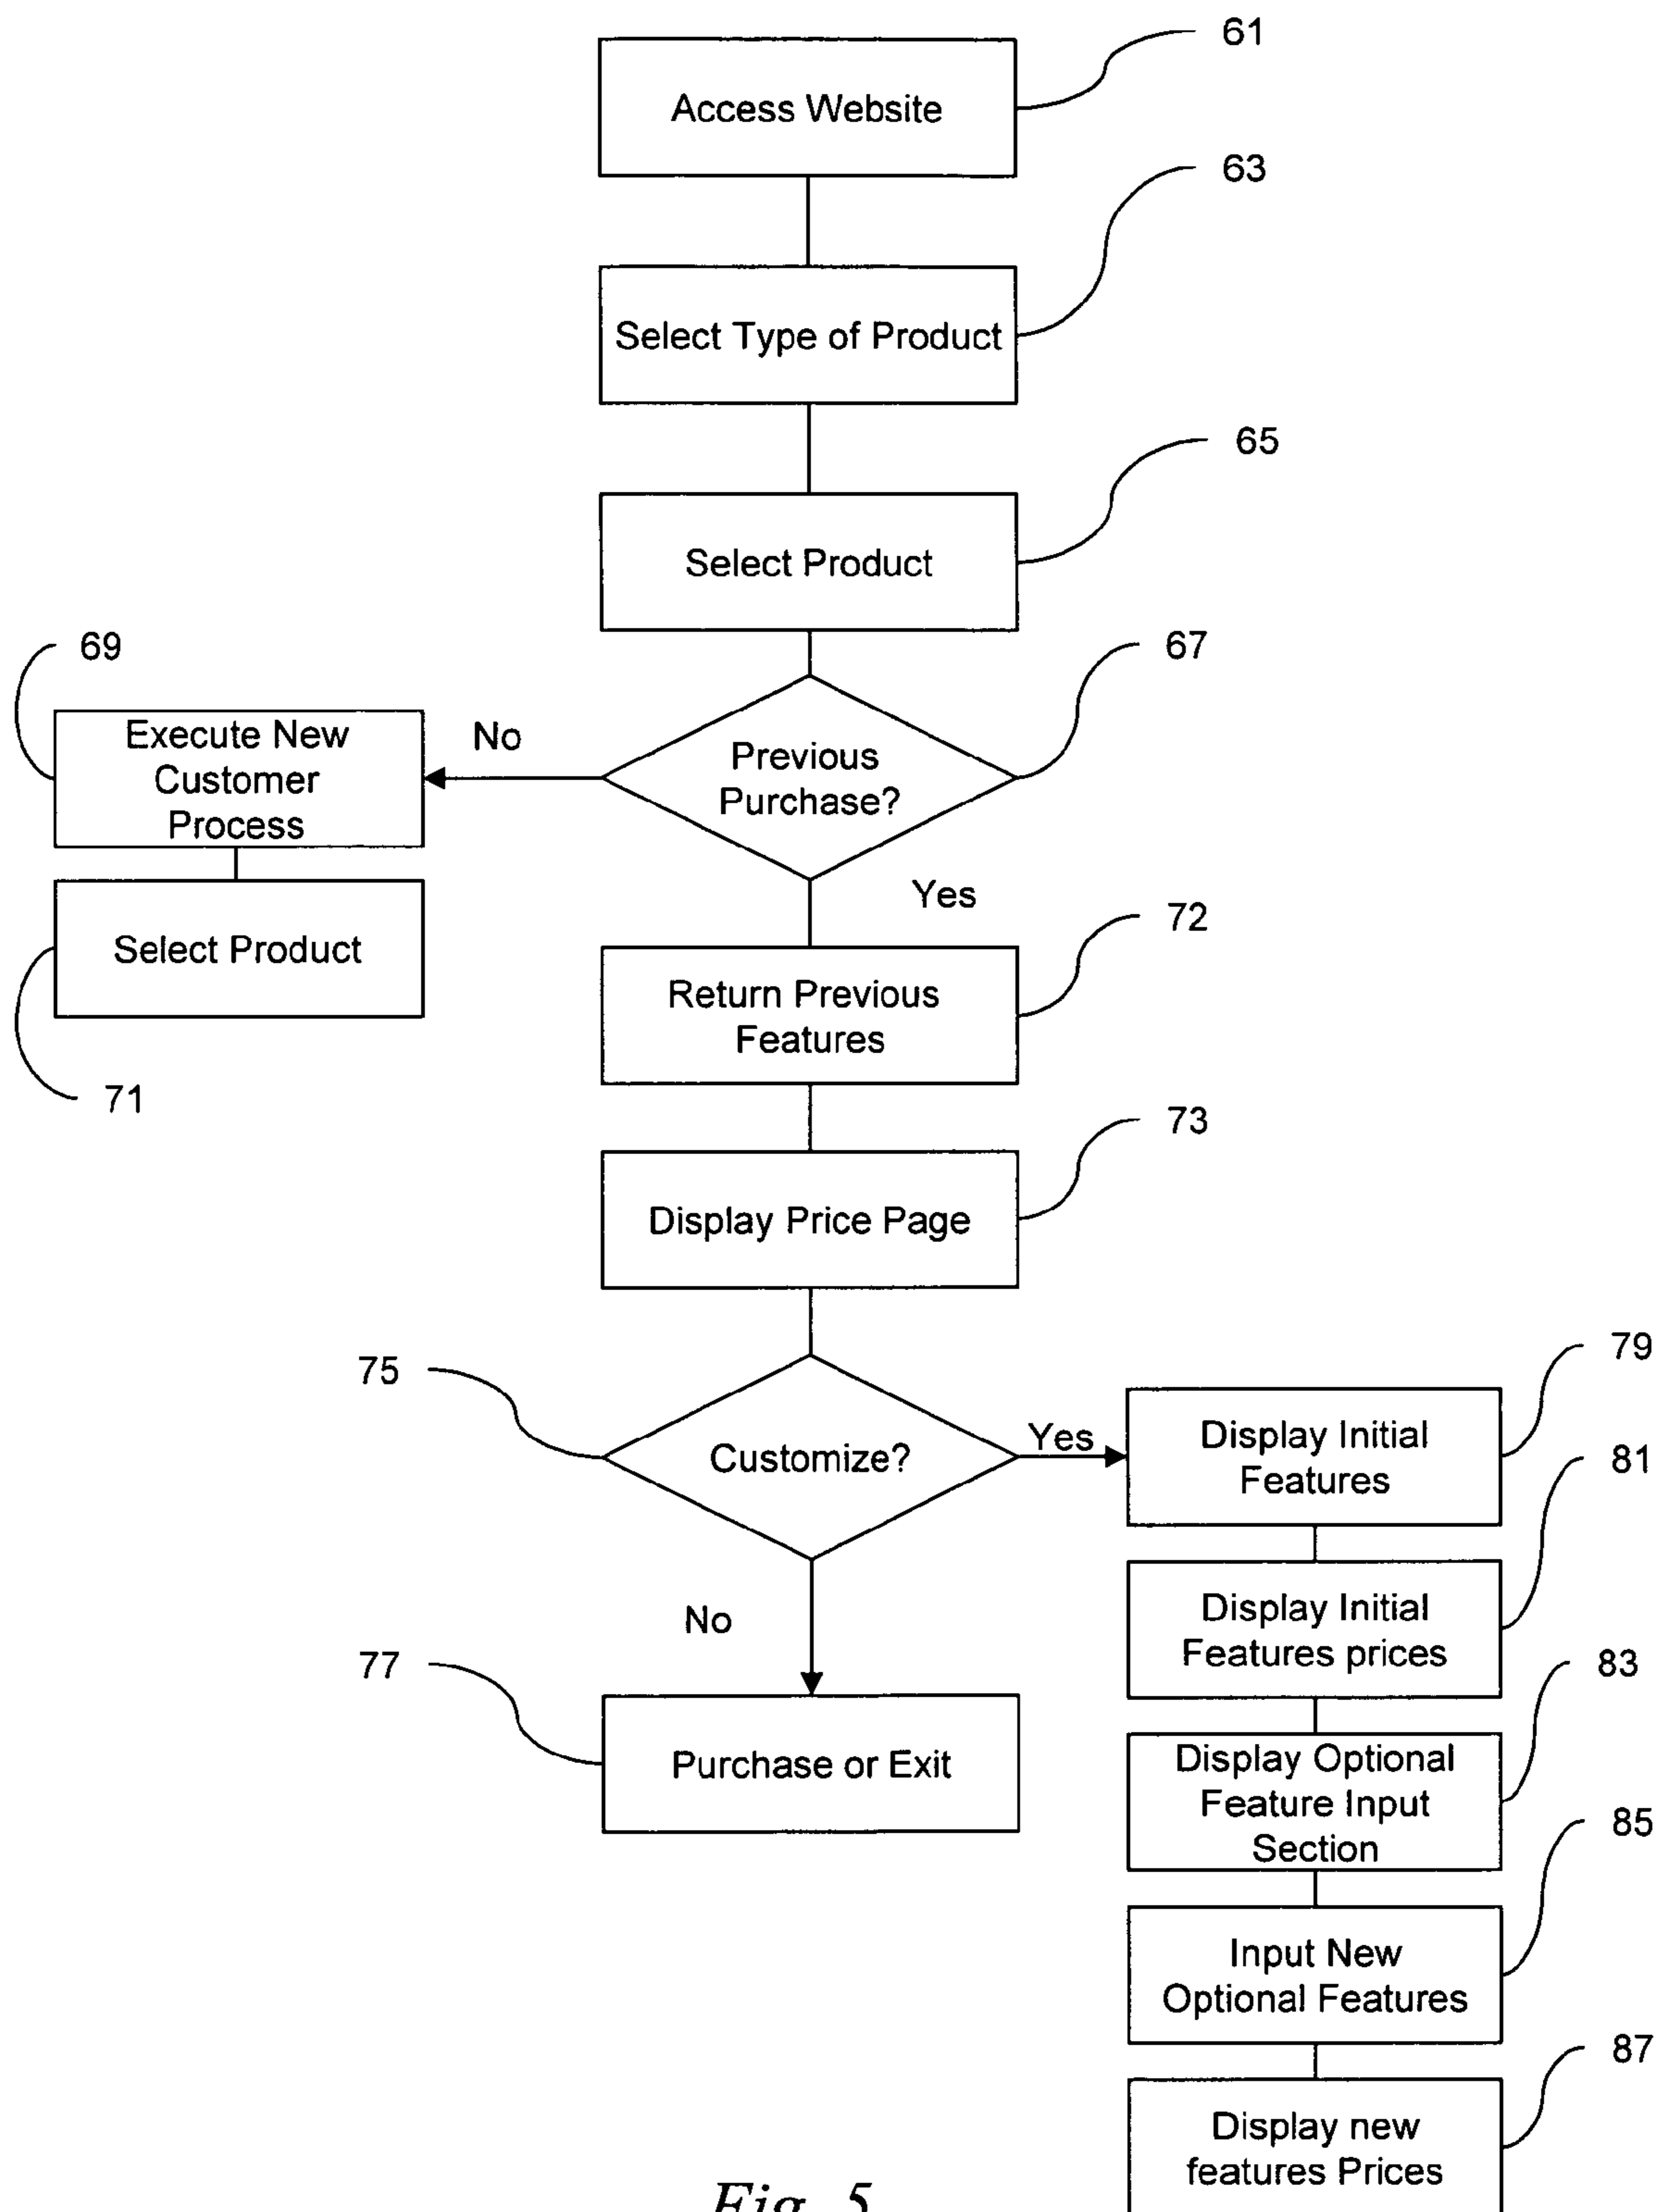 61
Access Website
63
Select Type of Product
65
Select Product
69
67
Execute New
Customer
Process
No
Previous
Purchase?
Yes
72
Select Product
Return Previous
Features
71
73
Display Price Page
75
79
Customize?
Yes
Display Initial
Features
81
No
Display Initial
Features prices
77
83
Purchase or Exit
Display Optional
Feature Input
Section
85
Input New
Optional Features
87
Display new
features Prices
Fig. 5